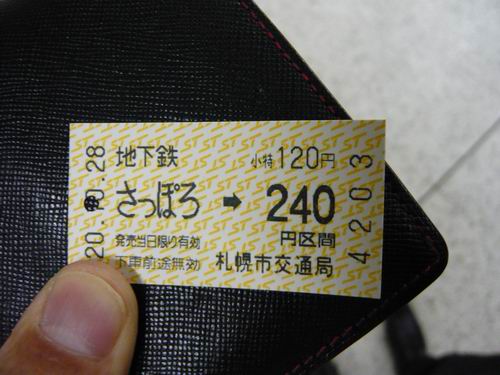 地下鉄 小特120円
さっぽろ ➡ 240
発売当日限り有効 円区間
下車前途無効 札幌市交通局
28
20
4203